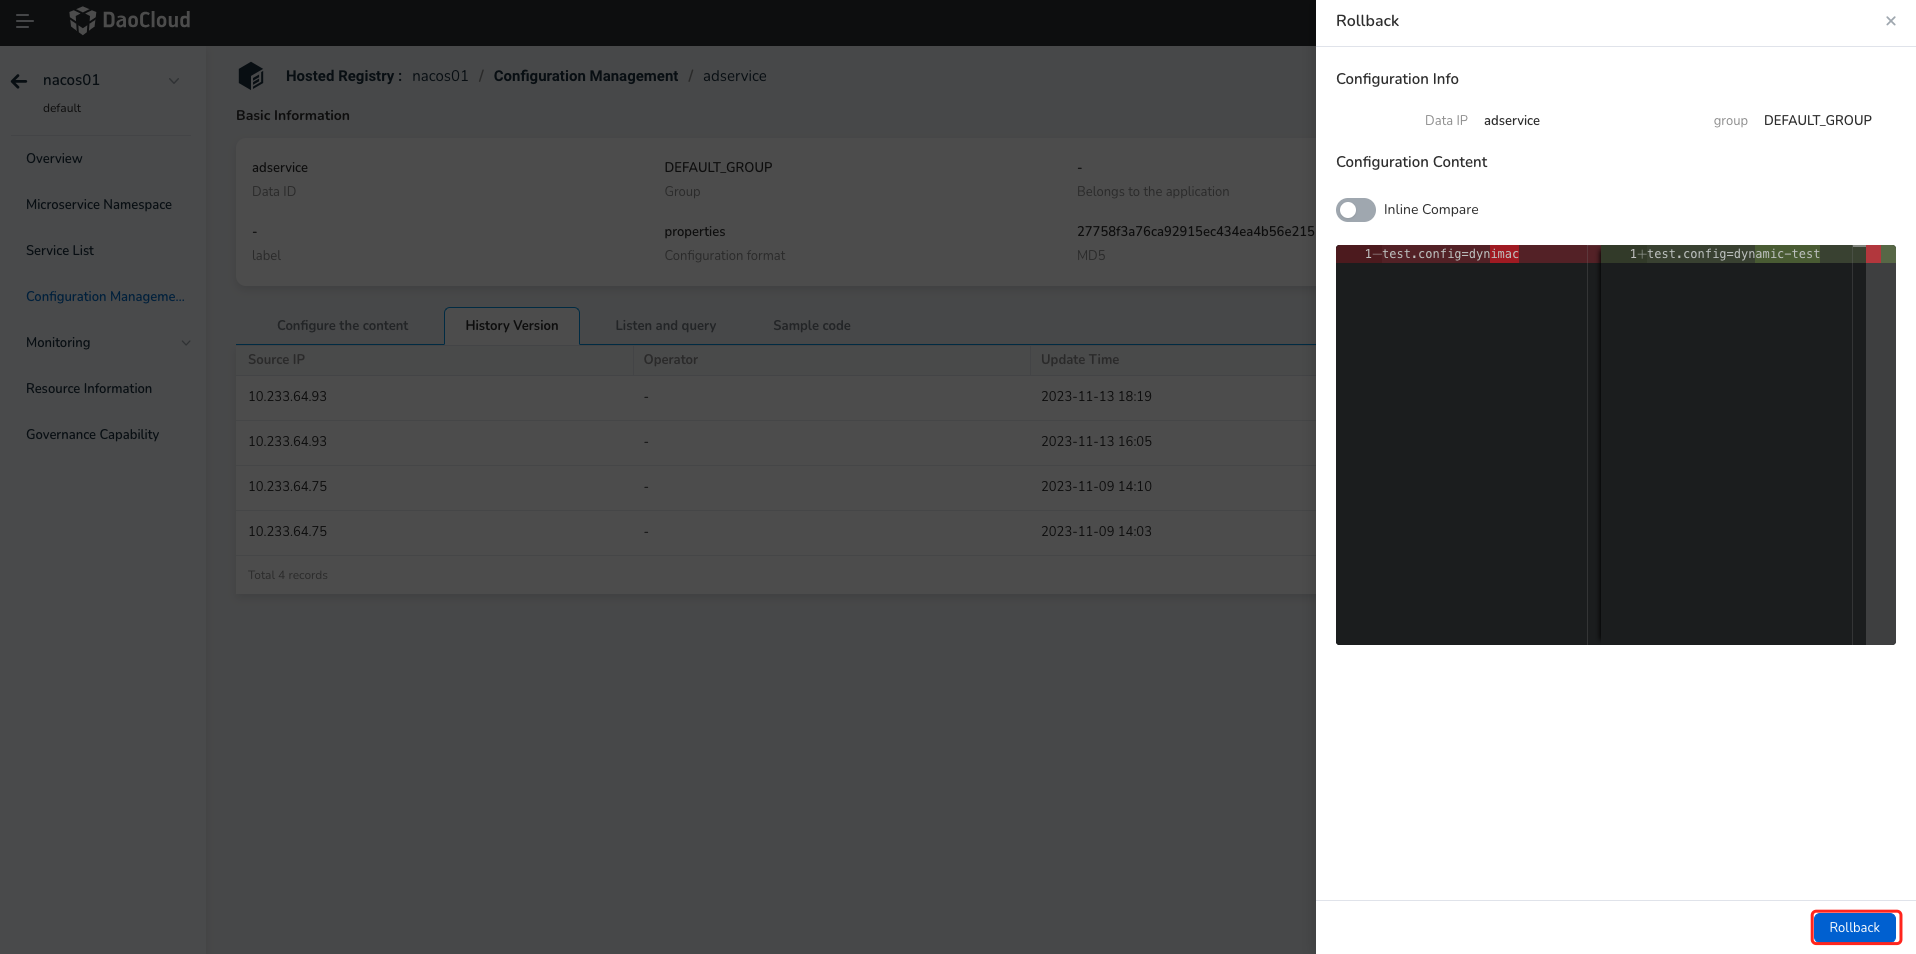 DaoCloud
Rollback
nacos01
default
Hosted Registry : nacos01 / Configuration Management / adservice
Basic Information
Configuration Info
Data IP adservice group DEFAULT_GROUP
Overview
Microservice Namespace
Service List
Configuration Manageme...
Monitoring
Resource Information
Governance Capability
adservice DEFAULT_GROUP -
Data ID Group Belongs to the application
- properties 27758f3a76ca92915ec434ea4b56e215
label Configuration format MD5
Configure the content History Version Listen and query Sample code
Source IP Operator Update Time
10.233.64.93 - 2023-11-13 18:19
10.233.64.93 - 2023-11-13 16:05
10.233.64.75 - 2023-11-09 14:10
10.233.64.75 - 2023-11-09 14:03
Total 4 records
Configuration Content
Inline Compare
1—test.config=dynimac 1+test.config=dynamic-test
Rollback